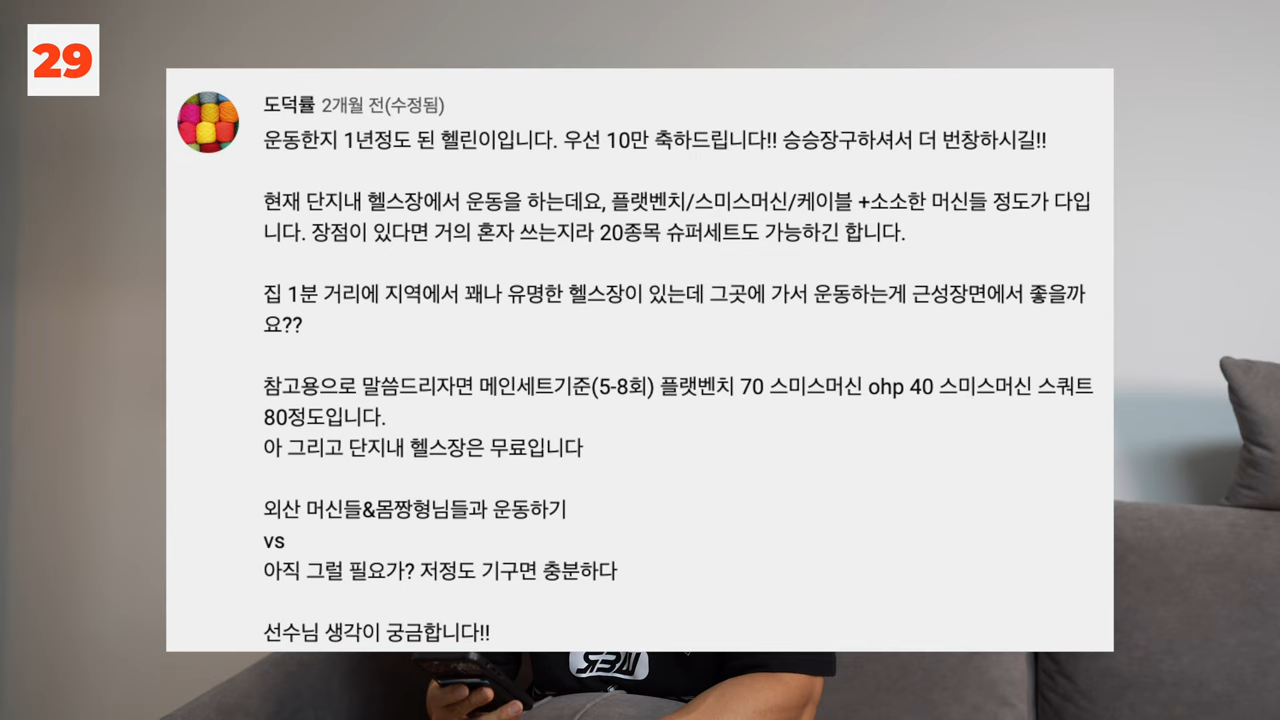 29
도덕률 2개월 전(수정됨)
운동한지 1년정도 된 헬린이입니다. 우선 10만 축하드립니다!! 승승장구하셔서 더 번창하시길!!
현재 단지내 헬스장에서 운동을 하는데요, 플랫벤치/스미스머신/케이블 +소소한 머신들 정도가 다입
니다. 장점이 있다면 거의 혼자 쓰는지라 20종목 슈퍼세트도 가능하긴 합니다.
집 1분 거리에 지역에서 꽤나 유명한 헬스장이 있는데 그곳에 가서 운동하는게 근성장면에서 좋을까
요??
참고용으로 말씀드리자면 메인세트기준(5-8회) 플랫벤치 70 스미스머신 ohp 40 스미스머신 스쿼트
80정도입니다.
아 그리고 단지내 헬스장은 무료입니다
외산 머신들&몸짱형님들과 운동하기
vs
아직 그럴 필요가? 저정도 기구면 충분하다
선수님 생각이 궁금합니다!!